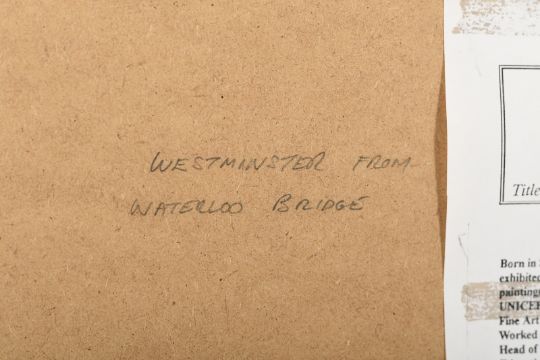 WESTMINSTER FROM
WATERLOO BRIDGE
Title
Born in
exhibited
paintings
UNICEF
Fine Art
Worked
Head of